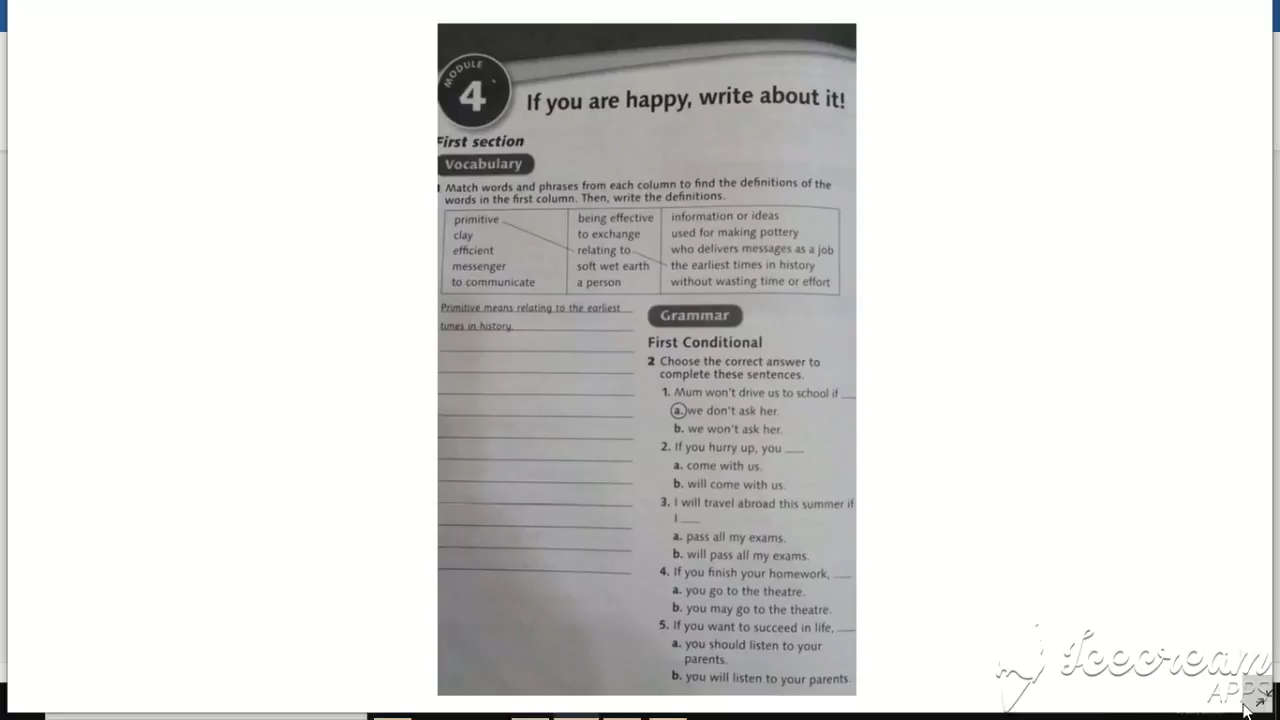 MODULE
4
If you are happy, write about it!
First section
Vocabulary
Match words and phrases from each column to find the definitions of the
words in the first column. Then, write the definitions.
primitive being effective information or ideas
clay to exchange used for making pottery
efficient relating to who delivers messages as a job
messenger soft wet earth the earliest times in history
to communicate a person without wasting time or effort
Primitive means relating to the earliest
times in history.
Grammar
First Conditional
2 Choose the correct answer to
complete these sentences.
1. Mum won't drive us to school if ___
a. we don't ask her.
b. we won't ask her.
2. If you hurry up, you ___
a. come with us.
b. will come with us.
3. I will travel abroad this summer if
I ___
a. pass all my exams.
b. will pass all my exams.
4. If you finish your homework, ___
a. you go to the theatre.
b. you may go to the theatre.
5. If you want to succeed in life, ___
a. you should listen to your
parents.
b. you will listen to your parents
Icecream
APPS